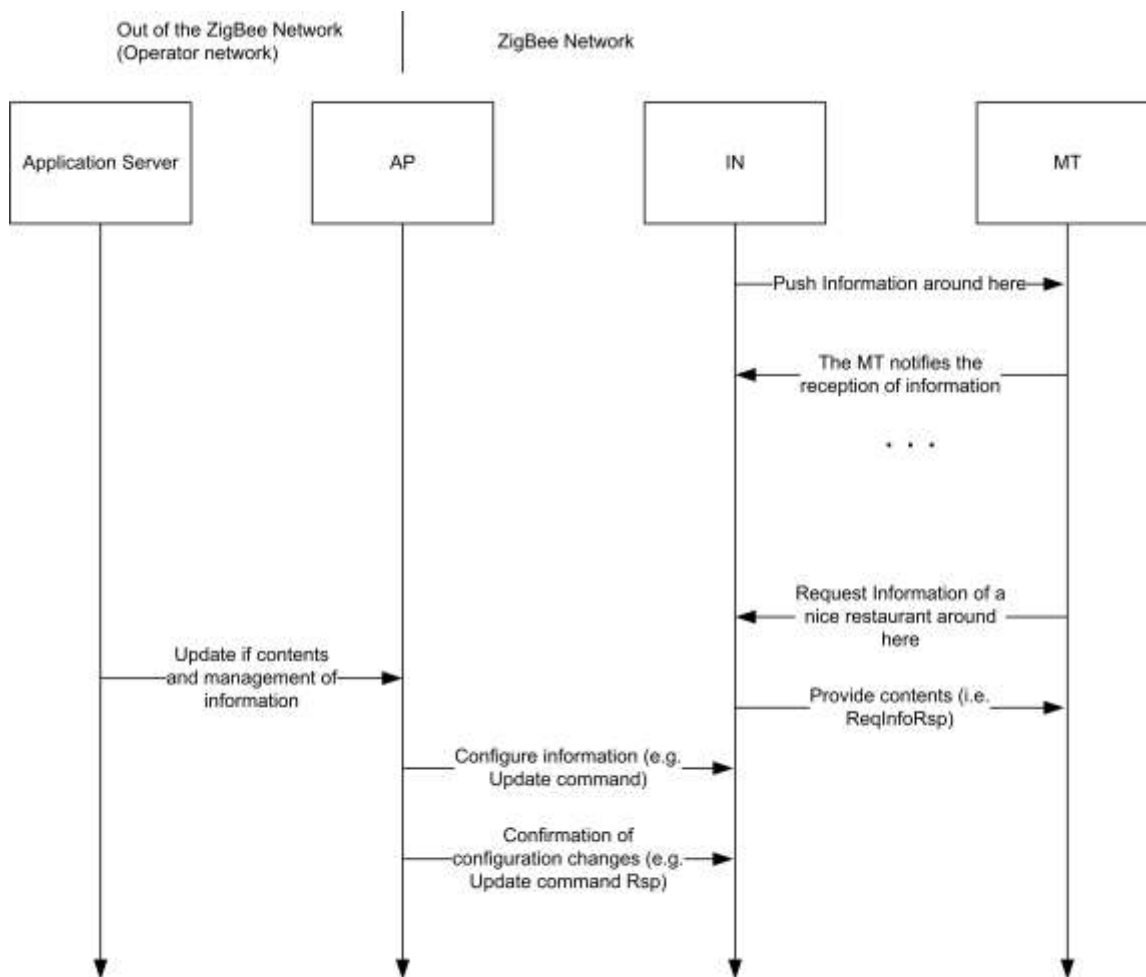 Out of the ZigBee Network
(Operator network)
ZigBee Network
Application Server
AP
IN
MT
Push Information around here
The MT notifies the
reception of information
. . .
Request Information of a
nice restaurant around
here
Update if contents
and management of
information
Provide contents (i.e.
ReqInfoRsp)
Configure information (e.g.
Update command)
Confirmation of
configuration changes (e.g.
Update command Rsp)